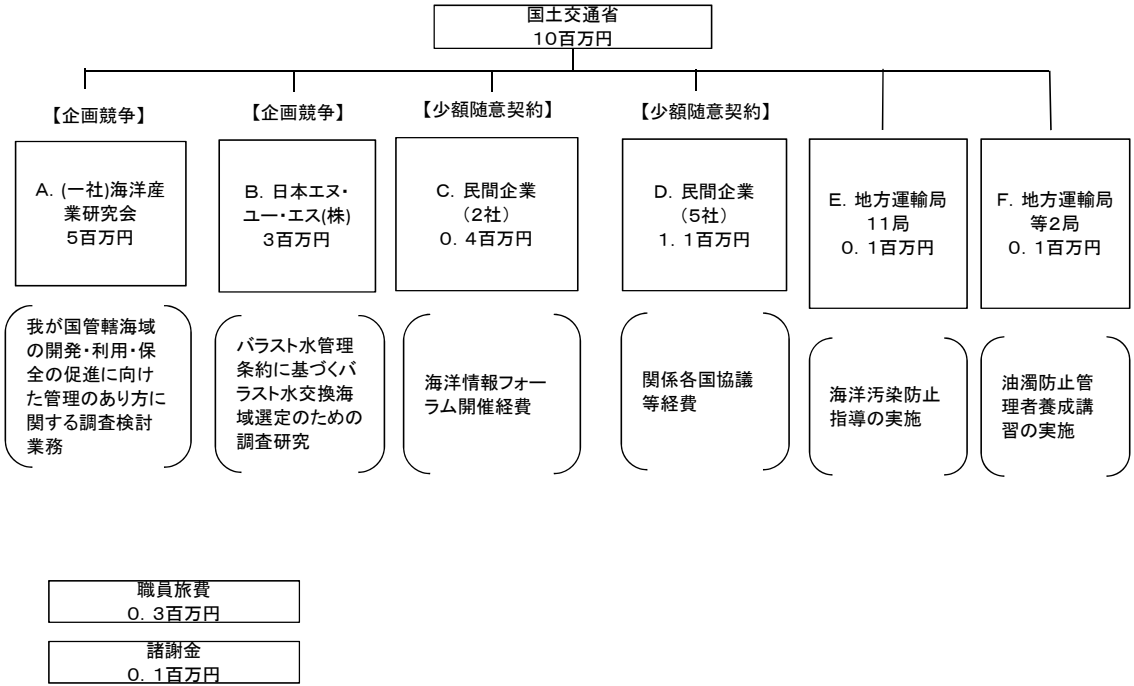 国土交通省
10百万円
【企画競争】
【企画競争】
【少額随意契約】
【少額随意契約】
A．(一社)海洋産
業研究会
5百万円
B．日本エヌ・
ユー・エス(株)
3百万円
C．民間企業
（2社）
0．4百万円
D．民間企業
（5社）
1．1百万円
E．地方運輸局
11局
0．1百万円
F．地方運輸局
等2局
0．1百万円
我が国管轄海域
の開発・利用・保
全の促進に向け
た管理のあり方に
関する調査検討
業務
バラスト水管理
条約に基づくバ
ラスト水交換海
域選定のための
調査研究
海洋情報フォー
ラム開催経費
関係各国協議
等経費
海洋汚染防止
指導の実施
油濁防止管
理者養成講
習の実施
職員旅費
0．3百万円
諸謝金
0．1百万円